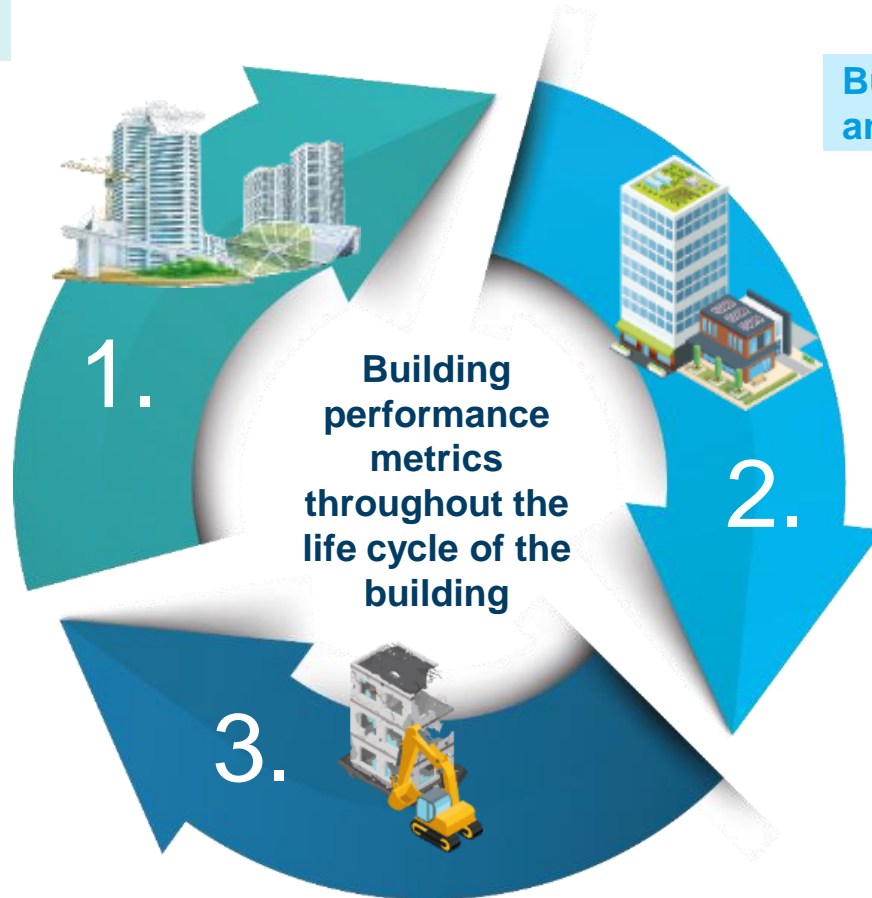 1.
Building
performance
metrics
throughout the
life cycle of the
building
2.
3.